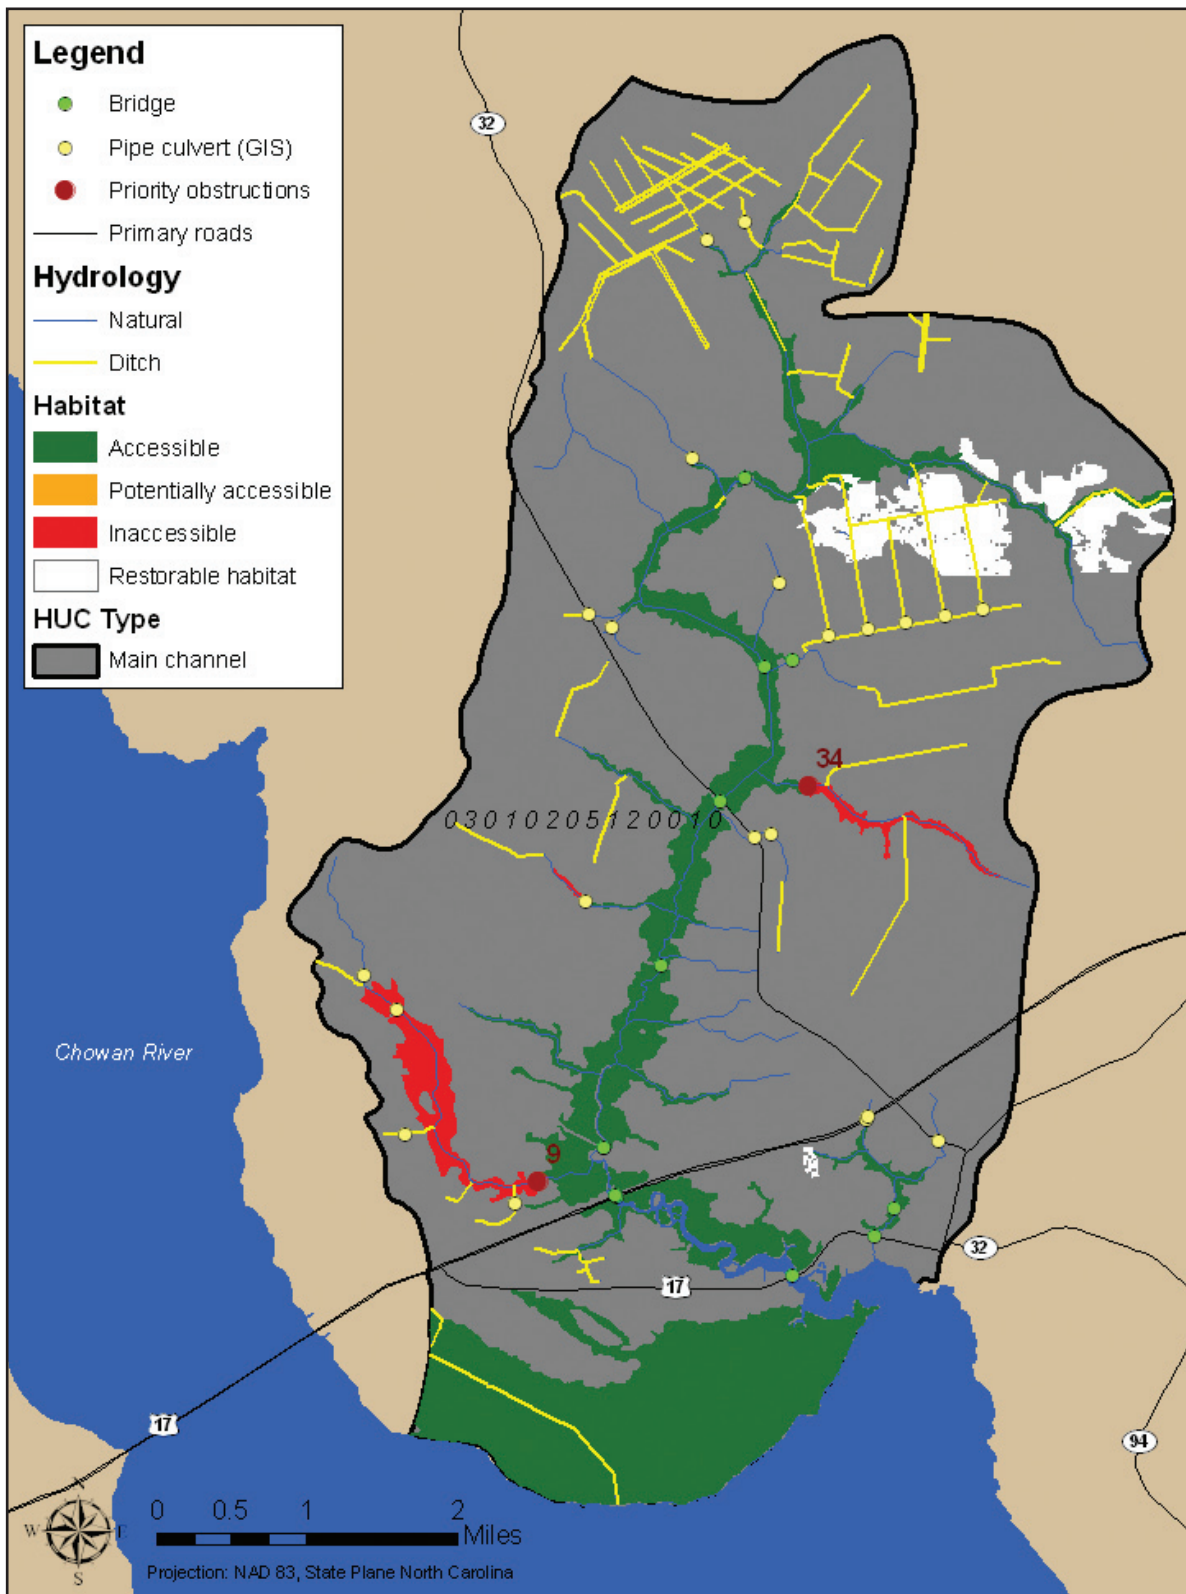 Legend
Bridge
Pipe culvert (GIS)
Priority obstructions
Primary roads
Hydrology
Natural
Ditch
Habitat
Accessible
Potentially accessible
Inaccessible
Restorable habitat
HUC Type
Main channel
32
34
03010205120010
Chowan River
9
32
17
17
94
N
W E
S
0 0.5 1 2
Miles
Projection: NAD 83, State Plane North Carolina